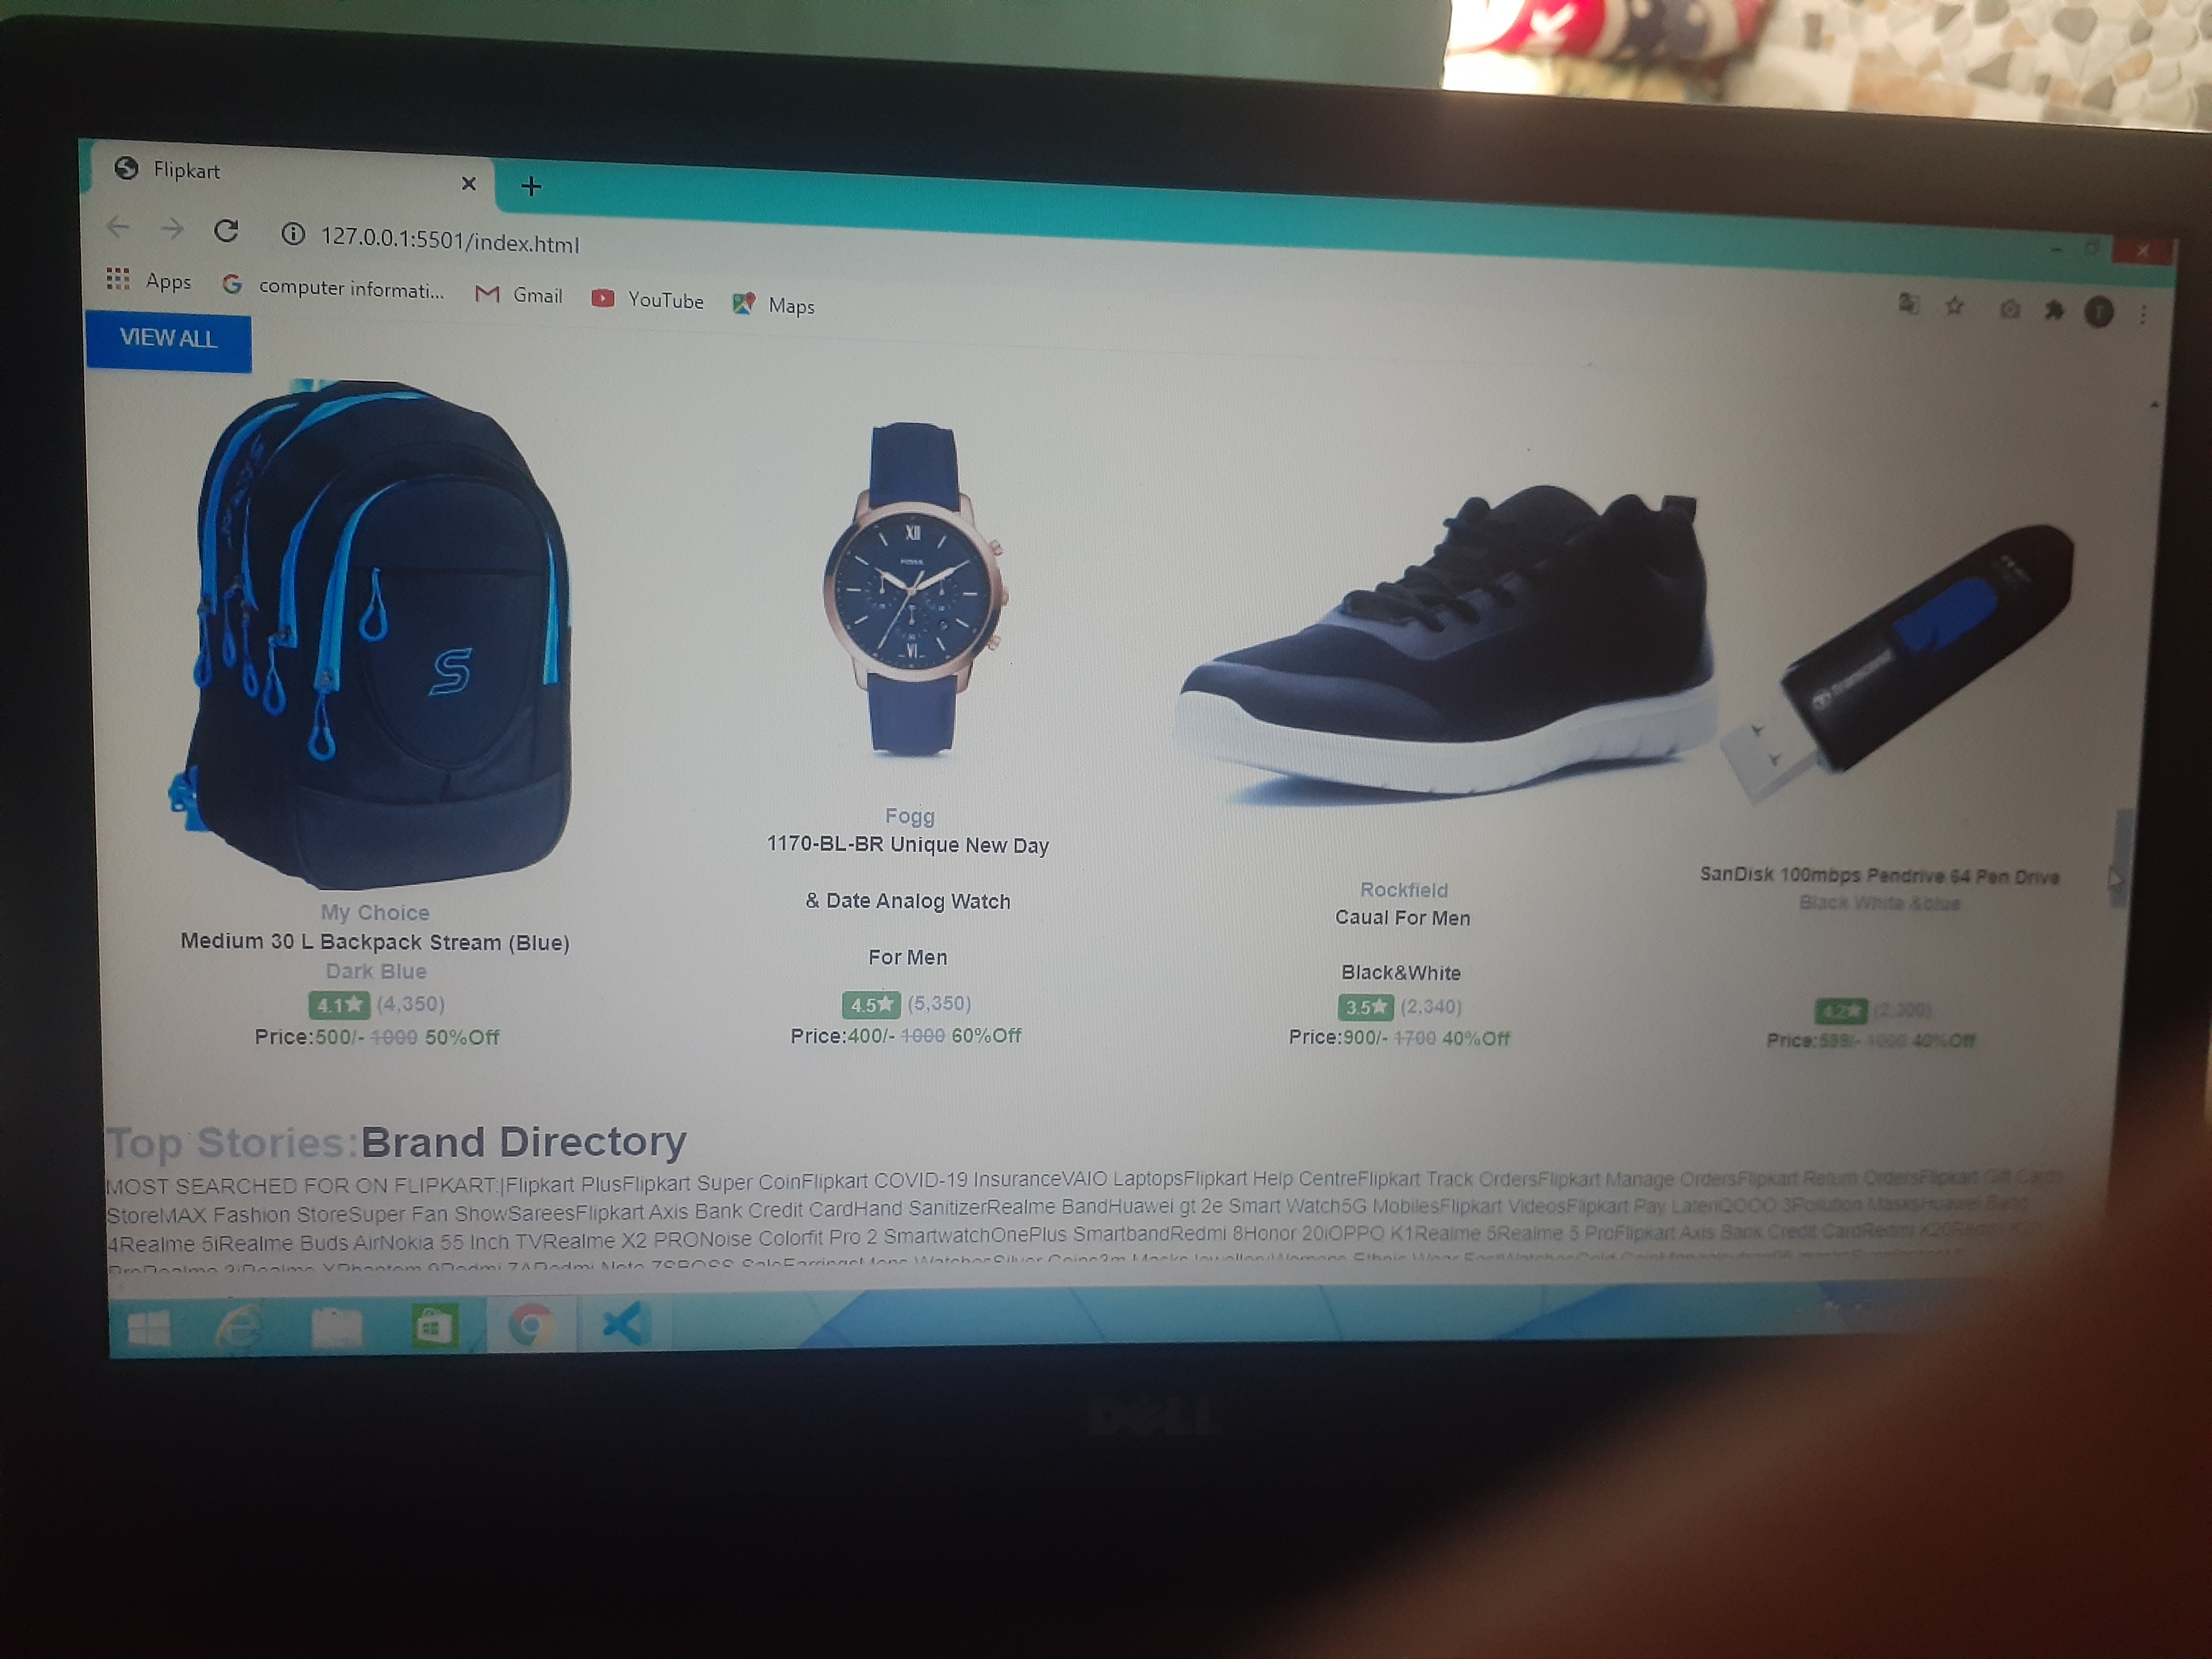 Flipkart
127.0.0.1:5501/index.html
Apps computer informati... Gmail YouTube Maps
T
VIEW ALL
S
XII
FOSSIL
VI
Transcend
My Choice
Medium 30 L Backpack Stream (Blue)
Dark Blue
4.1★ (4,350)
Price:500/- 1000 50%Off
Fogg
1170-BL-BR Unique New Day
& Date Analog Watch
For Men
4.5★ (5,350)
Price:400/- 1000 60%Off
Rockfield
Caual For Men
Black&White
3.5★ (2,340)
Price:900/- 1700 40%Off
SanDisk 100mbps Pendrive 64 Pen Drive
Black White &blue
4.2★ (2,300)
Price:599/- 1000 40%Off
Top Stories:Brand Directory
MOST SEARCHED FOR ON FLIPKART:|Flipkart PlusFlipkart Super CoinFlipkart COVID-19 InsuranceVAIO LaptopsFlipkart Help CentreFlipkart Track OrdersFlipkart Manage OrdersFlipkart Return OrdersFlipkart Gift Cards
StoreMAX Fashion StoreSuper Fan ShowSareesFlipkart Axis Bank Credit CardHand SanitizerRealme BandHuawei gt 2e Smart Watch5G MobilesFlipkart VideosFlipkart Pay LateriQOOO 3Pollution MasksHuawei Band
4Realme 5iRealme Buds AirNokia 55 Inch TVRealme X2 PRONoise Colorfit Pro 2 SmartwatchOnePlus SmartbandRedmi 8Honor 20iOPPO K1Realme 5Realme 5 ProFlipkart Axis Bank Credit CardRedmi K20Redmi
DELL